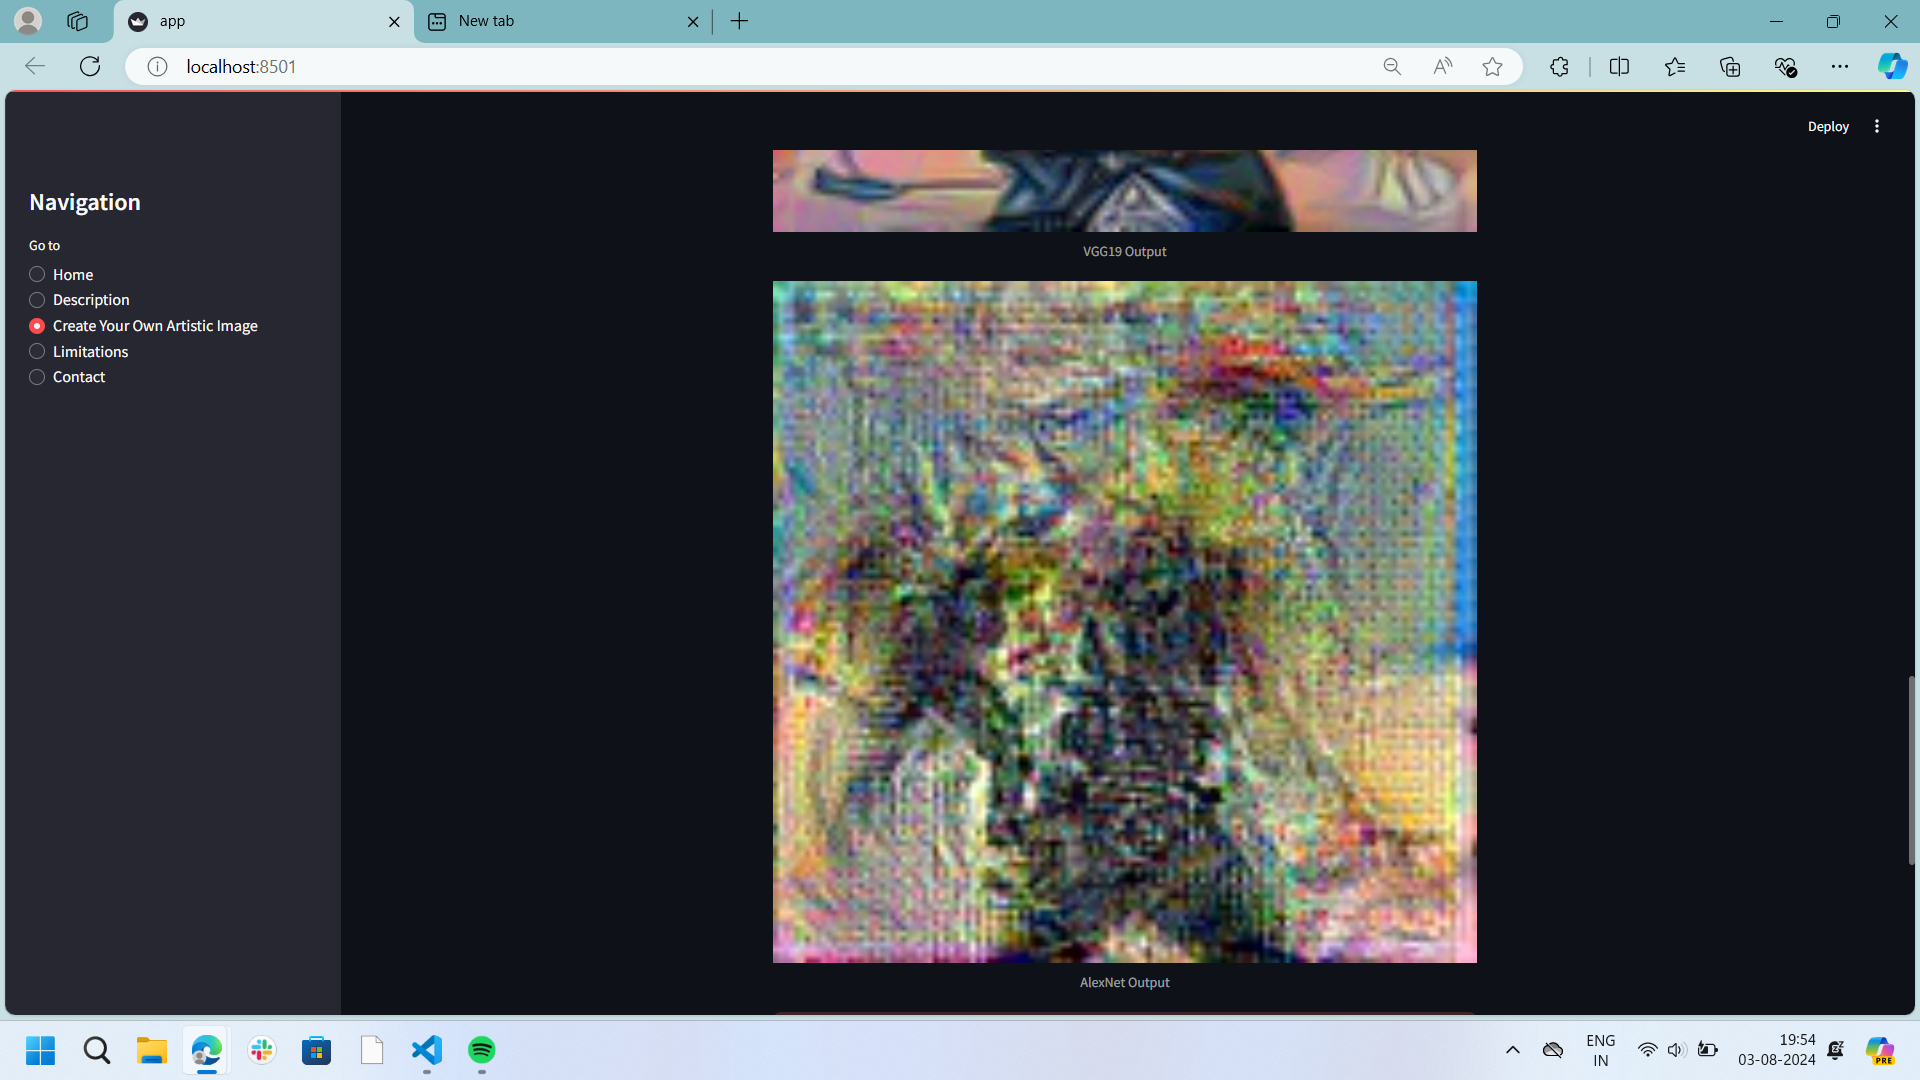 app
New tab
localhost:8501
Deploy
Navigation
Go to
Home
Description
Create Your Own Artistic Image
Limitations
Contact
VGG19 Output
AlexNet Output
ENG
IN
19:54
03-08-2024
PRE